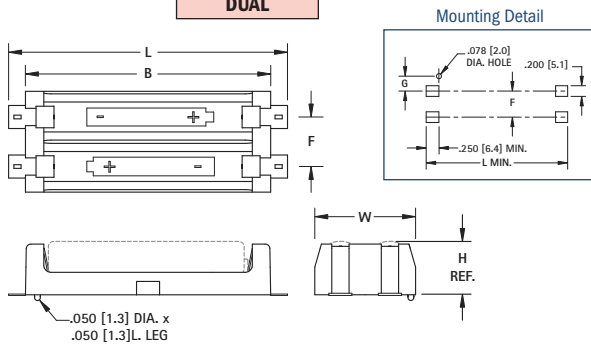 DUAL
Mounting Detail
L
B
- +
+ -
F
.078 [2.0]
DIA. HOLE
.200 [5.1]
G
F
.250 [6.4] MIN.
L MIN.
W
H
REF.
.050 [1.3] DIA. x
.050 [1.3]L. LEG